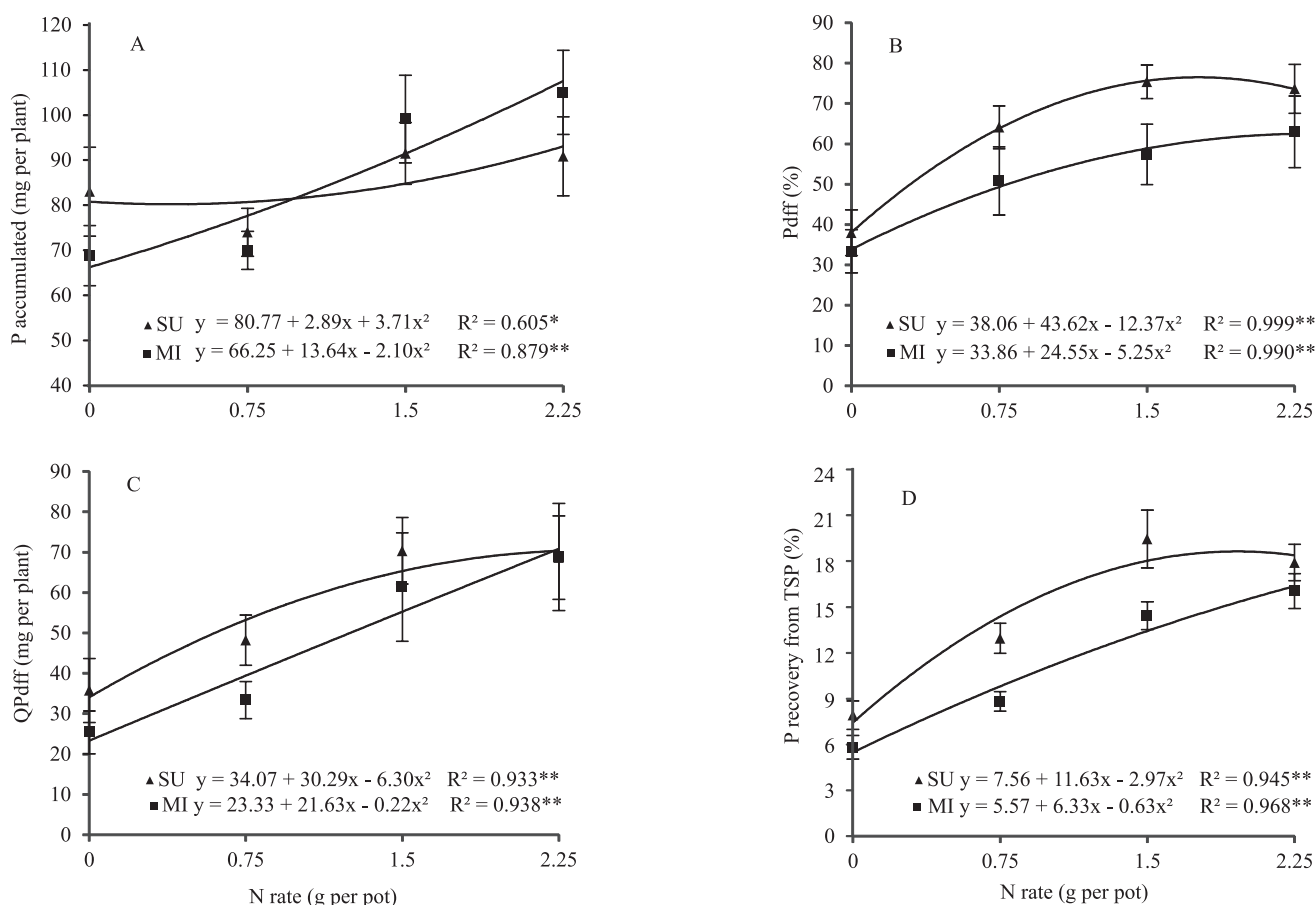 A
P accumulated (mg per plant)
120
110
100
90
80
70
60
50
40
SU y = 80.77 + 2.89x + 3.71x² R² = 0.605*
MI y = 66.25 + 13.64x - 2.10x² R² = 0.879**
0 0.75 1.5 2.25
B
Pdff (%)
90
80
70
60
50
40
30
20
10
0
SU y = 38.06 + 43.62x - 12.37x² R² = 0.999**
MI y = 33.86 + 24.55x - 5.25x² R² = 0.990**
0 0.75 1.5 2.25
C
QPdff (mg per plant)
90
80
70
60
50
40
30
20
10
0
SU y = 34.07 + 30.29x - 6.30x² R² = 0.933**
MI y = 23.33 + 21.63x - 0.22x² R² = 0.938**
0 0.75 1.5 2.25
N rate (g per pot)
D
P recovery from TSP (%)
24
21
18
15
12
9
6
3
0
SU y = 7.56 + 11.63x - 2.97x² R² = 0.945**
MI y = 5.57 + 6.33x - 0.63x² R² = 0.968**
0 0.75 1.5 2.25
N rate (g per pot)